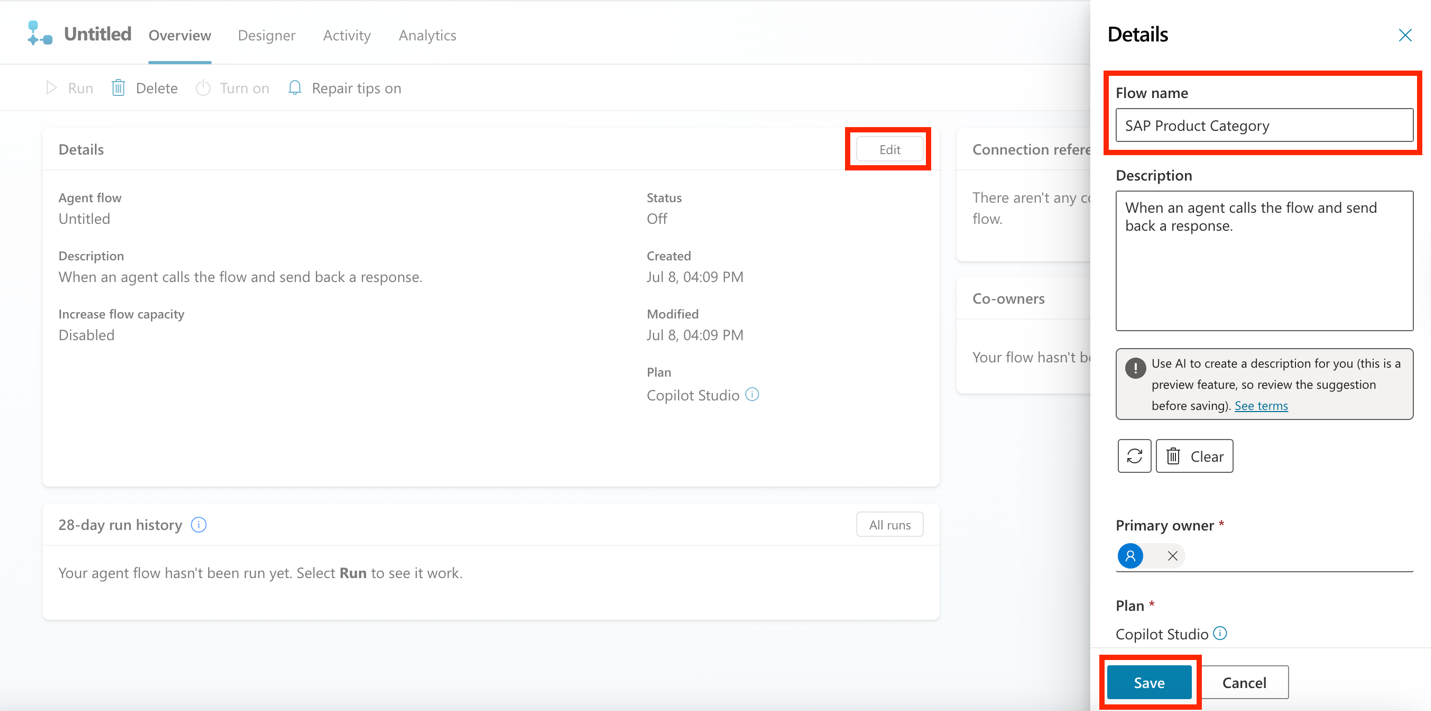 Untitled
Overview
Designer
Activity
Analytics
Run
Delete
Turn on
Repair tips on
Details
Edit
Agent flow
Untitled
Description
When an agent calls the flow and send back a response.
Increase flow capacity
Disabled
Status
Off
Created
Jul 8, 04:09 PM
Modified
Jul 8, 04:09 PM
Plan
Copilot Studio
28-day run history
All runs
Your agent flow hasn't been run yet. Select Run to see it work.
Connection refere
There aren't any co
flow.
Co-owners
Your flow hasn't be
Details
Flow name
SAP Product Category
Description
When an agent calls the flow and send
back a response.
Use AI to create a description for you (this is a
preview feature, so review the suggestion
before saving). See terms
Clear
Primary owner *
Plan *
Copilot Studio
Save
Cancel